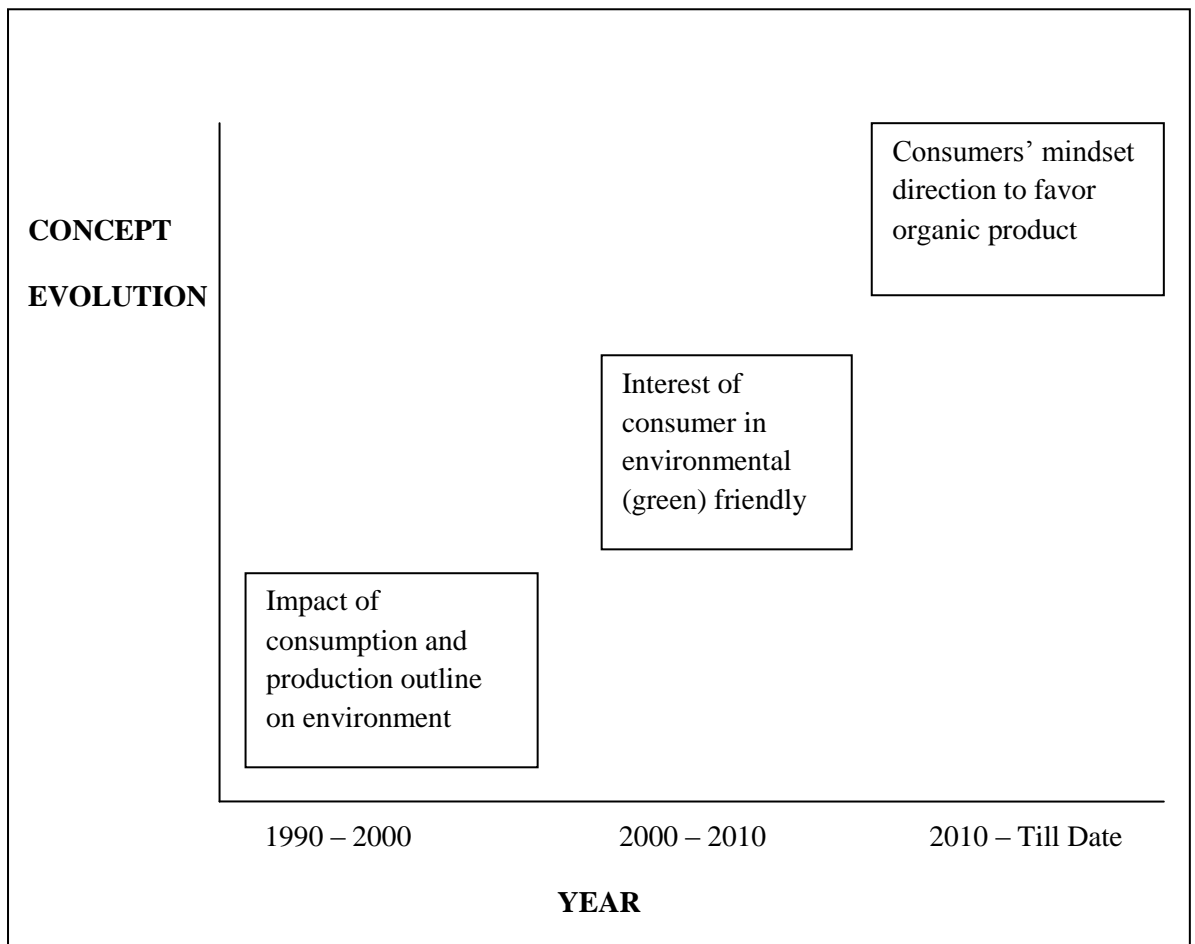 Consumers’ mindset
direction to favor
organic product
CONCEPT
EVOLUTION
Interest of
consumer in
environmental
(green) friendly
Impact of
consumption and
production outline
on environment
1990 – 2000
2000 – 2010
2010 – Till Date
YEAR